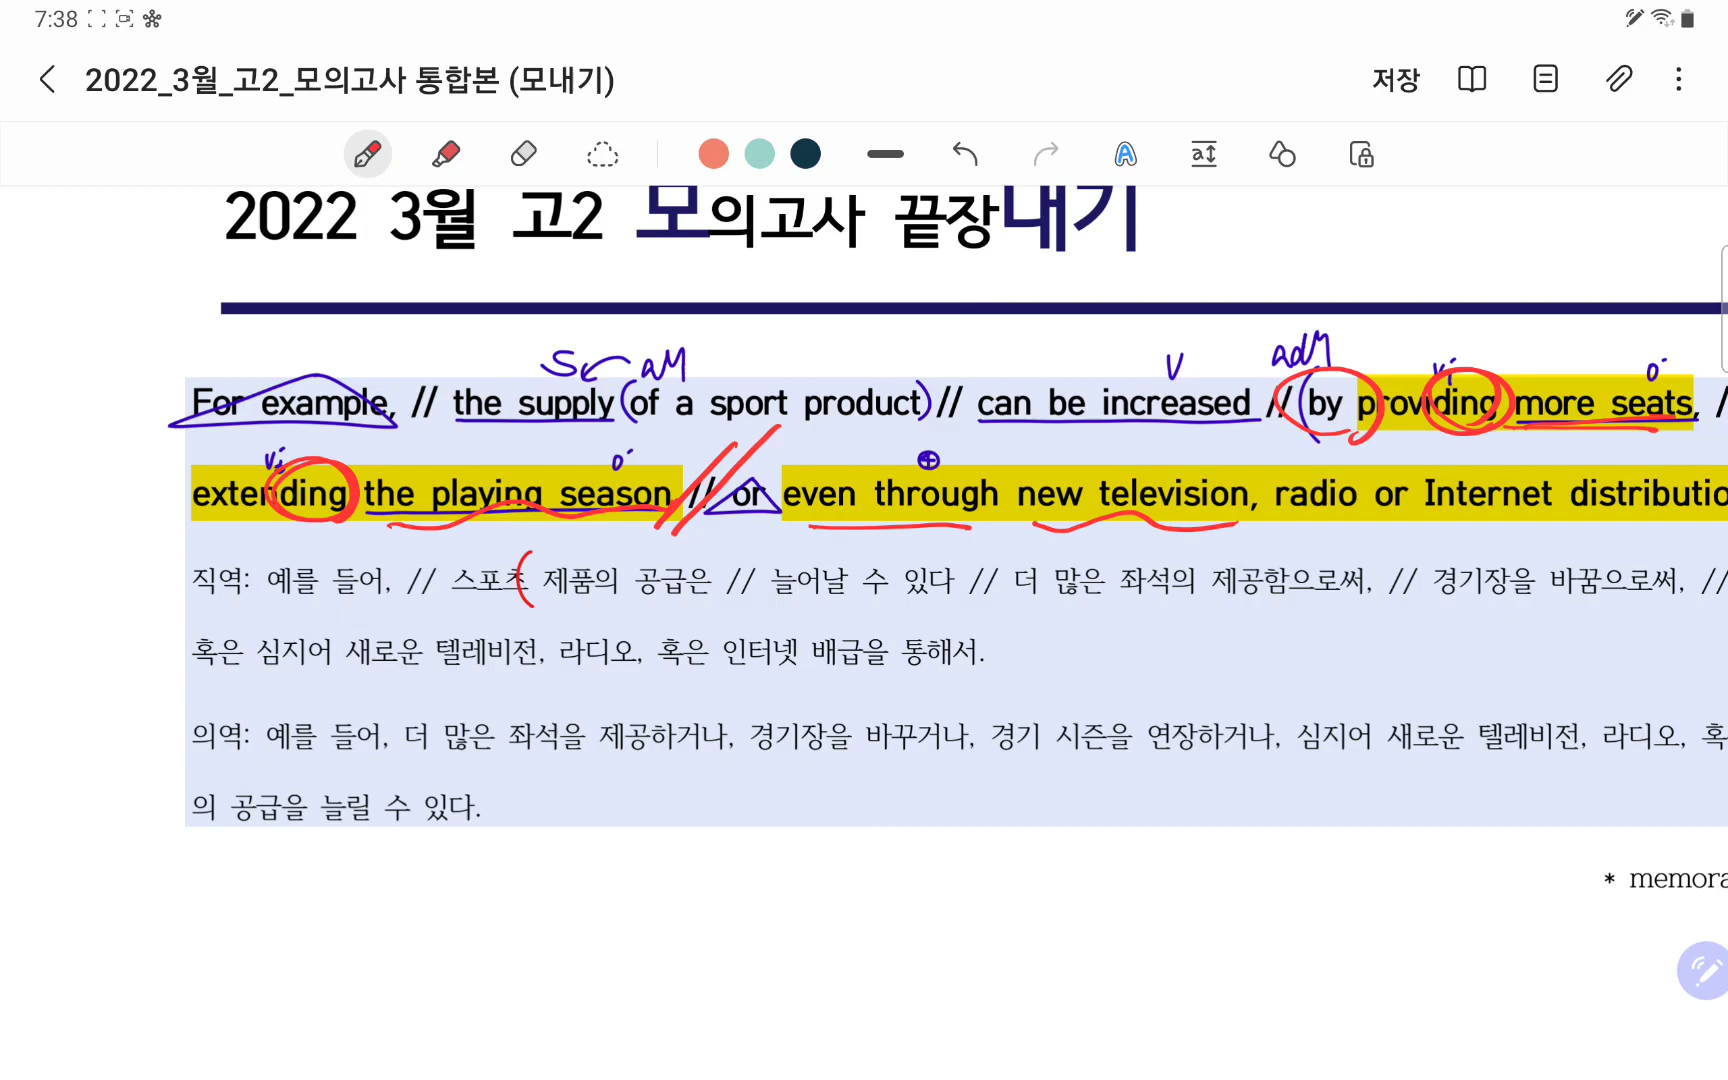 7:38
2022_3월_고2_모의고사 통합본 (모내기)
저장
2022 3월 고2 모의고사 끝장내기
S aM V adM vi o
For example, // the supply (of a sport product) // can be increased // (by providing more seats, /
vi o
extending the playing season, // or even through new television, radio or Internet distributio
직역: 예를 들어, // 스포츠 제품의 공급은 // 늘어날 수 있다 // 더 많은 좌석의 제공함으로써, // 경기장을 바꿈으로써, //
혹은 심지어 새로운 텔레비전, 라디오, 혹은 인터넷 배급을 통해서.
의역: 예를 들어, 더 많은 좌석을 제공하거나, 경기장을 바꾸거나, 경기 시즌을 연장하거나, 심지어 새로운 텔레비전, 라디오, 혹
의 공급을 늘릴 수 있다.
* memora